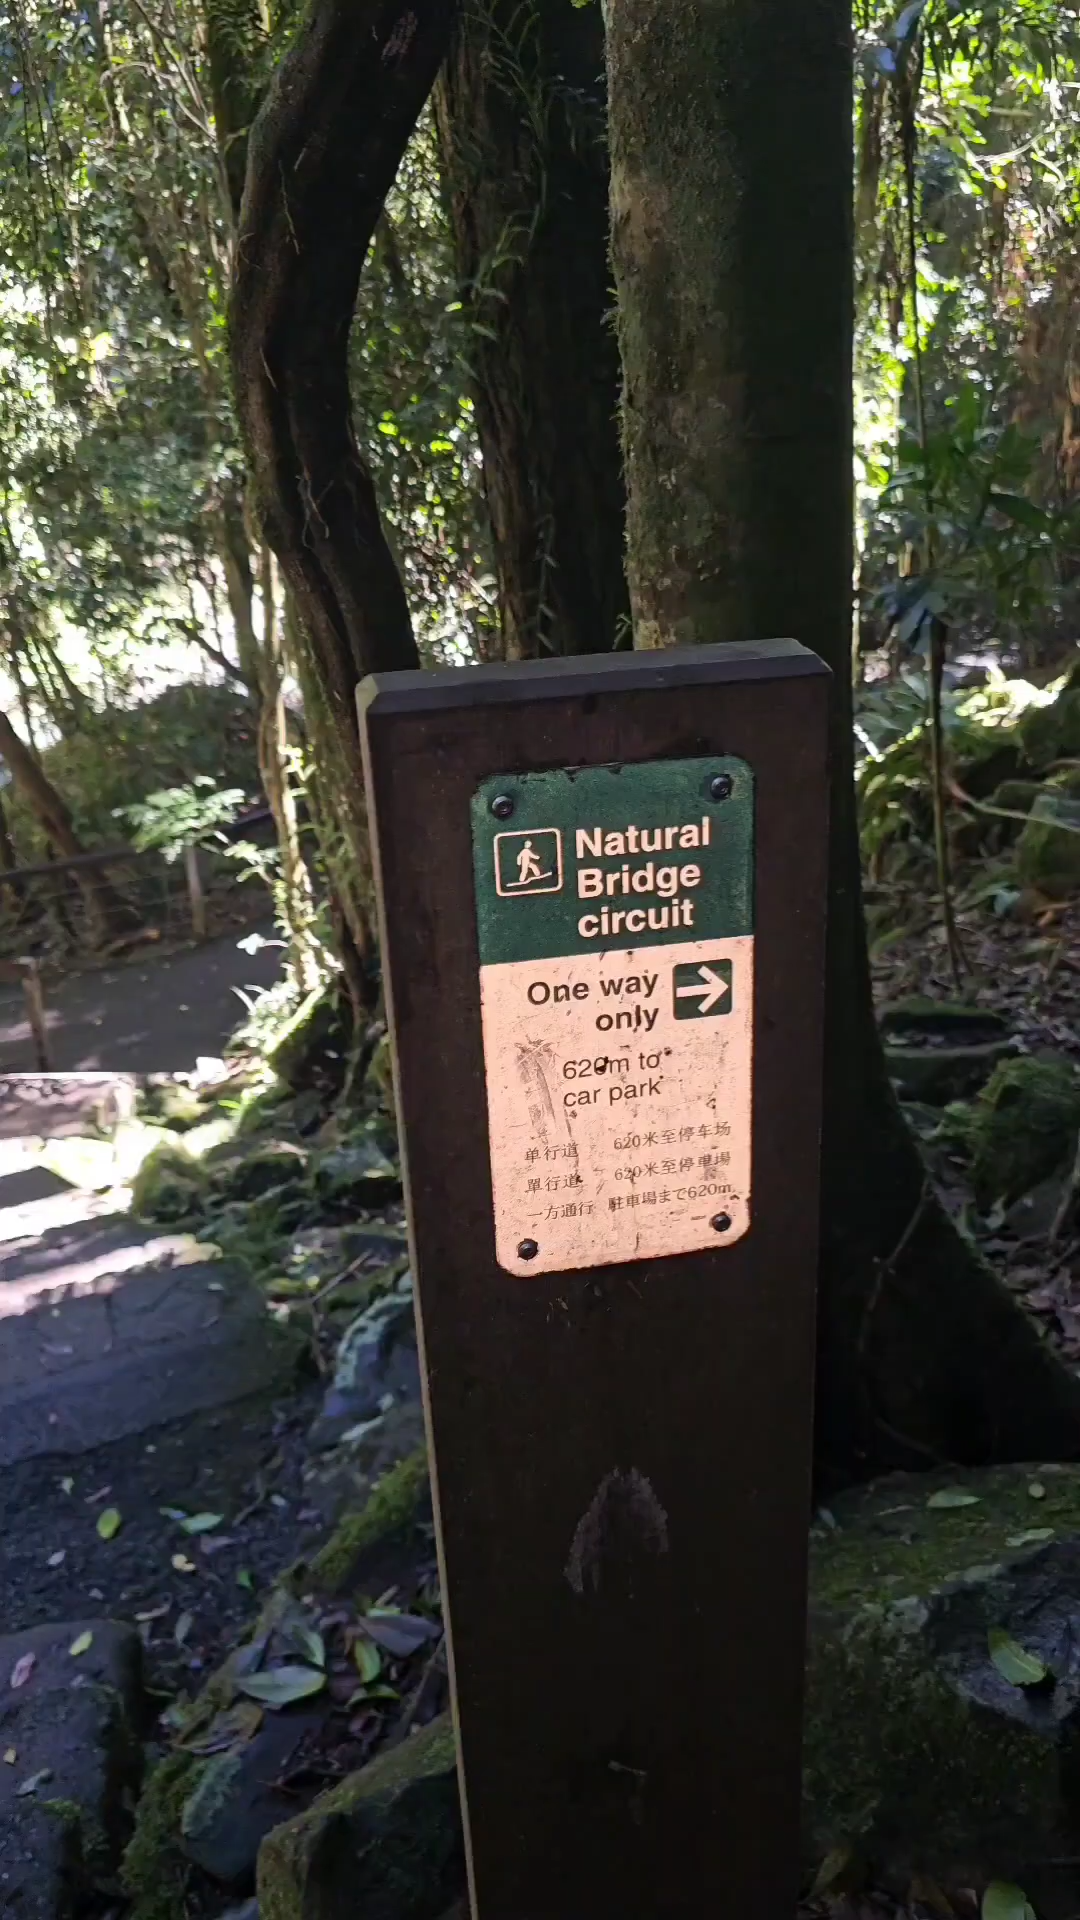 Natural
Bridge
circuit
One way
only
620m to
car park
单行道 620米至停车场
單行道 620米至停車場
一方通行 駐車場まで620m